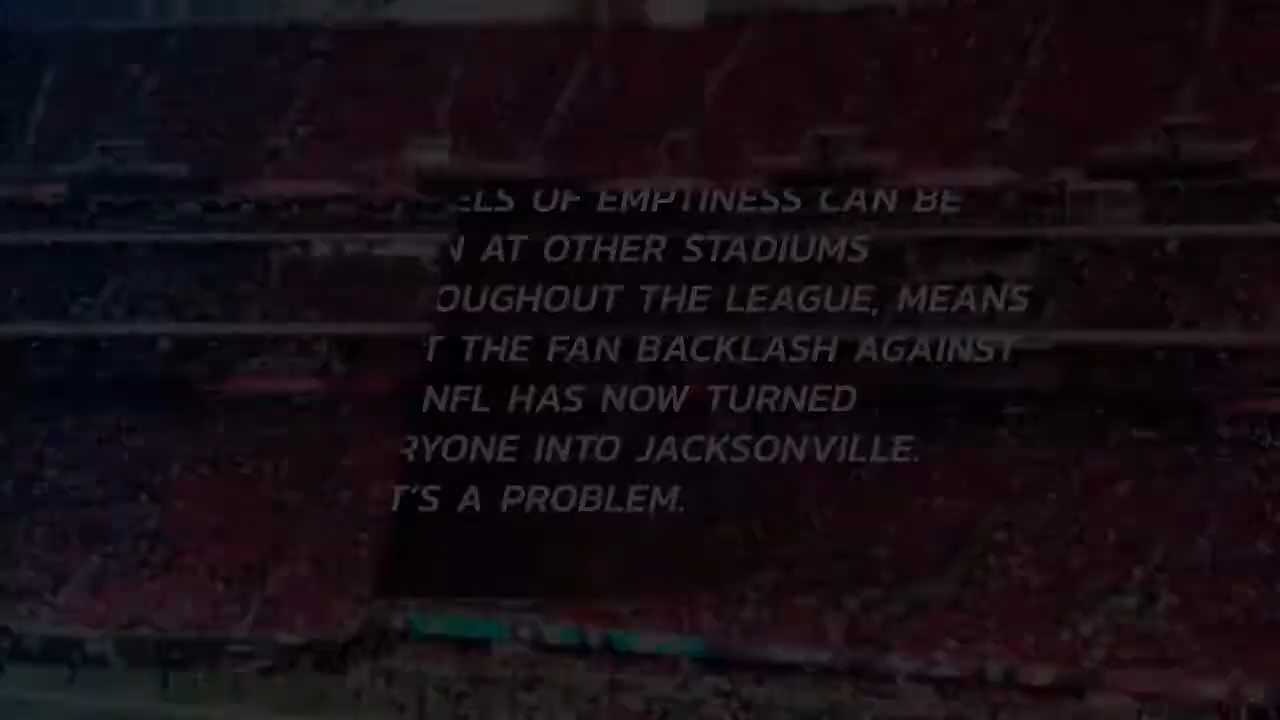 ELS OF EMPTINESS CAN BE
N AT OTHER STADIUMS
OUGHOUT THE LEAGUE, MEANS
T THE FAN BACKLASH AGAINST
NFL HAS NOW TURNED
RYONE INTO JACKSONVILLE.
T'S A PROBLEM.